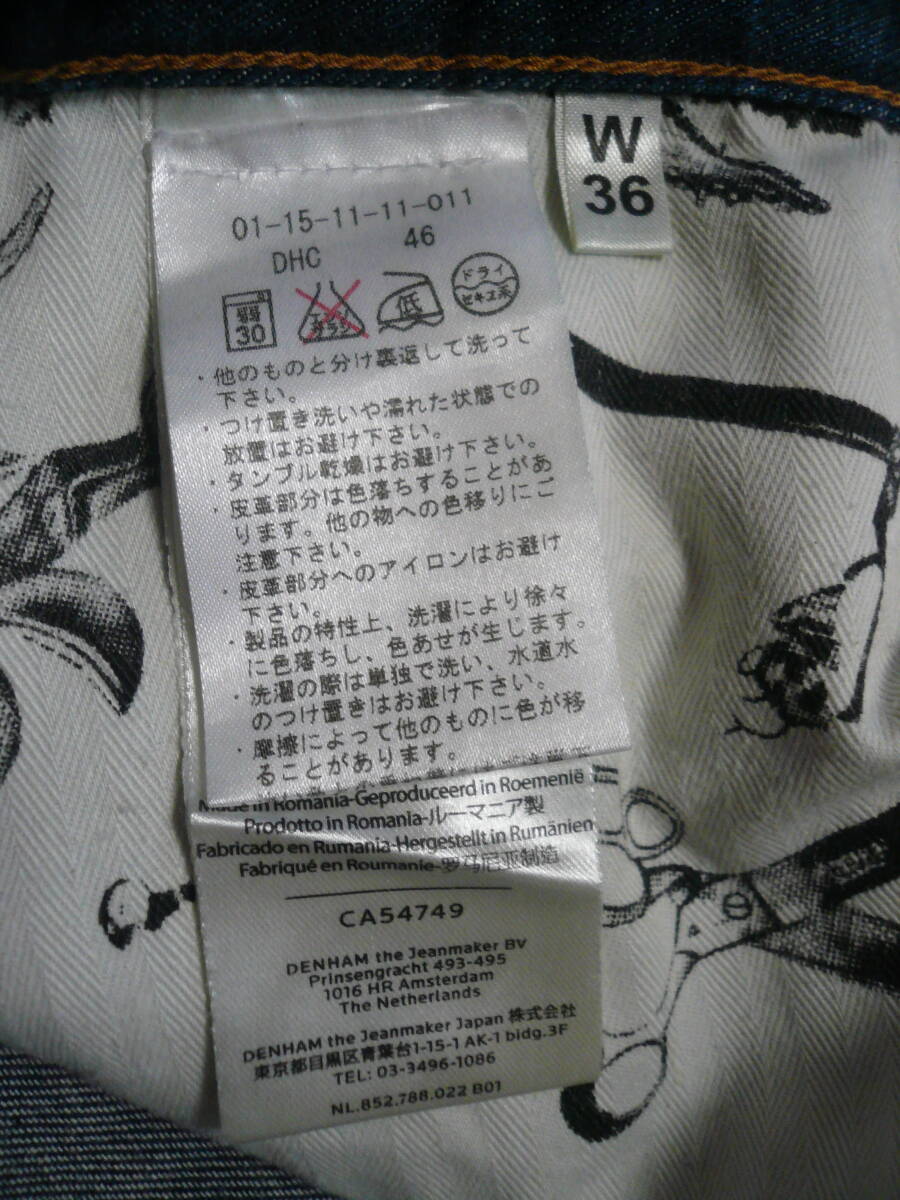 W
36
01-15-11-11-011
DHC 46
弱
30
エンソ
サラシ
低
ドライ
セキユ系
・他のものと分け裏返して洗って
下さい。
・つけ置き洗いや濡れた状態での
放置はお避け下さい。
・タンブル乾燥はお避け下さい。
・皮革部分は色落ちすることがあ
ります。他の物への色移りにご
注意下さい。
・皮革部分へのアイロンはお避け
下さい。
・製品の特性上、洗濯により徐々
に色落ちし、色あせが生じます。
・洗濯の際は単独で洗い、水道水
のつけ置きはお避け下さい。
・摩擦によって他のものに色が移
ることがあります。
Made in Romania-Geproduceerd in Roemenië
Prodotto in Romania-ルーマニア製
Fabricado en Rumania-Hergestellt in Rumänien
Fabriqué en Roumanie-罗马尼亚制造
CA54749
DENHAM the Jeanmaker BV
Prinsengracht 493-495
1016 HR Amsterdam
The Netherlands
DENHAM the Jeanmaker Japan 株式会社
東京都目黒区青葉台1-15-1 AK-1 bidg.3F
TEL: 03-3496-1086
NL.852.788.022 B01